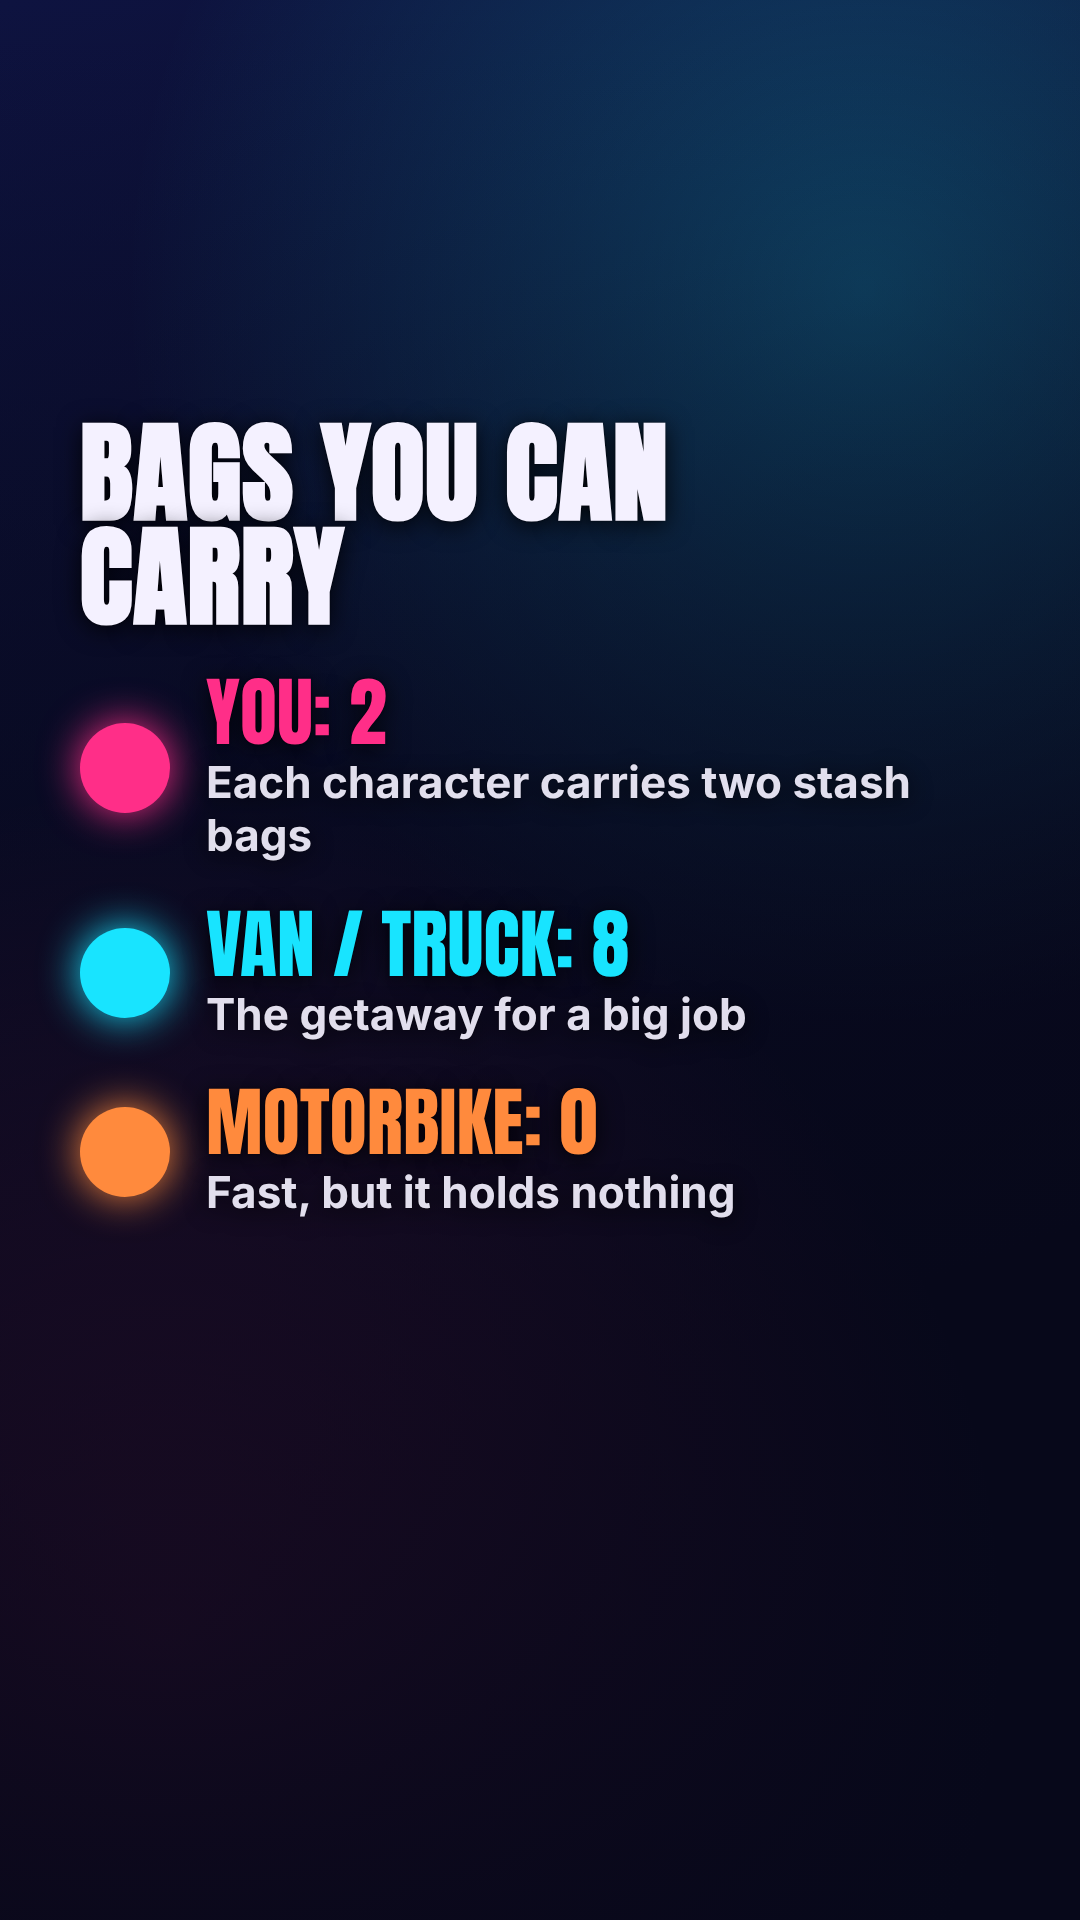 BAGS YOU CAN
CARRY
YOU: 2
Each character carries two stash
bags
VAN / TRUCK: 8
The getaway for a big job
MOTORBIKE: 0
Fast, but it holds nothing